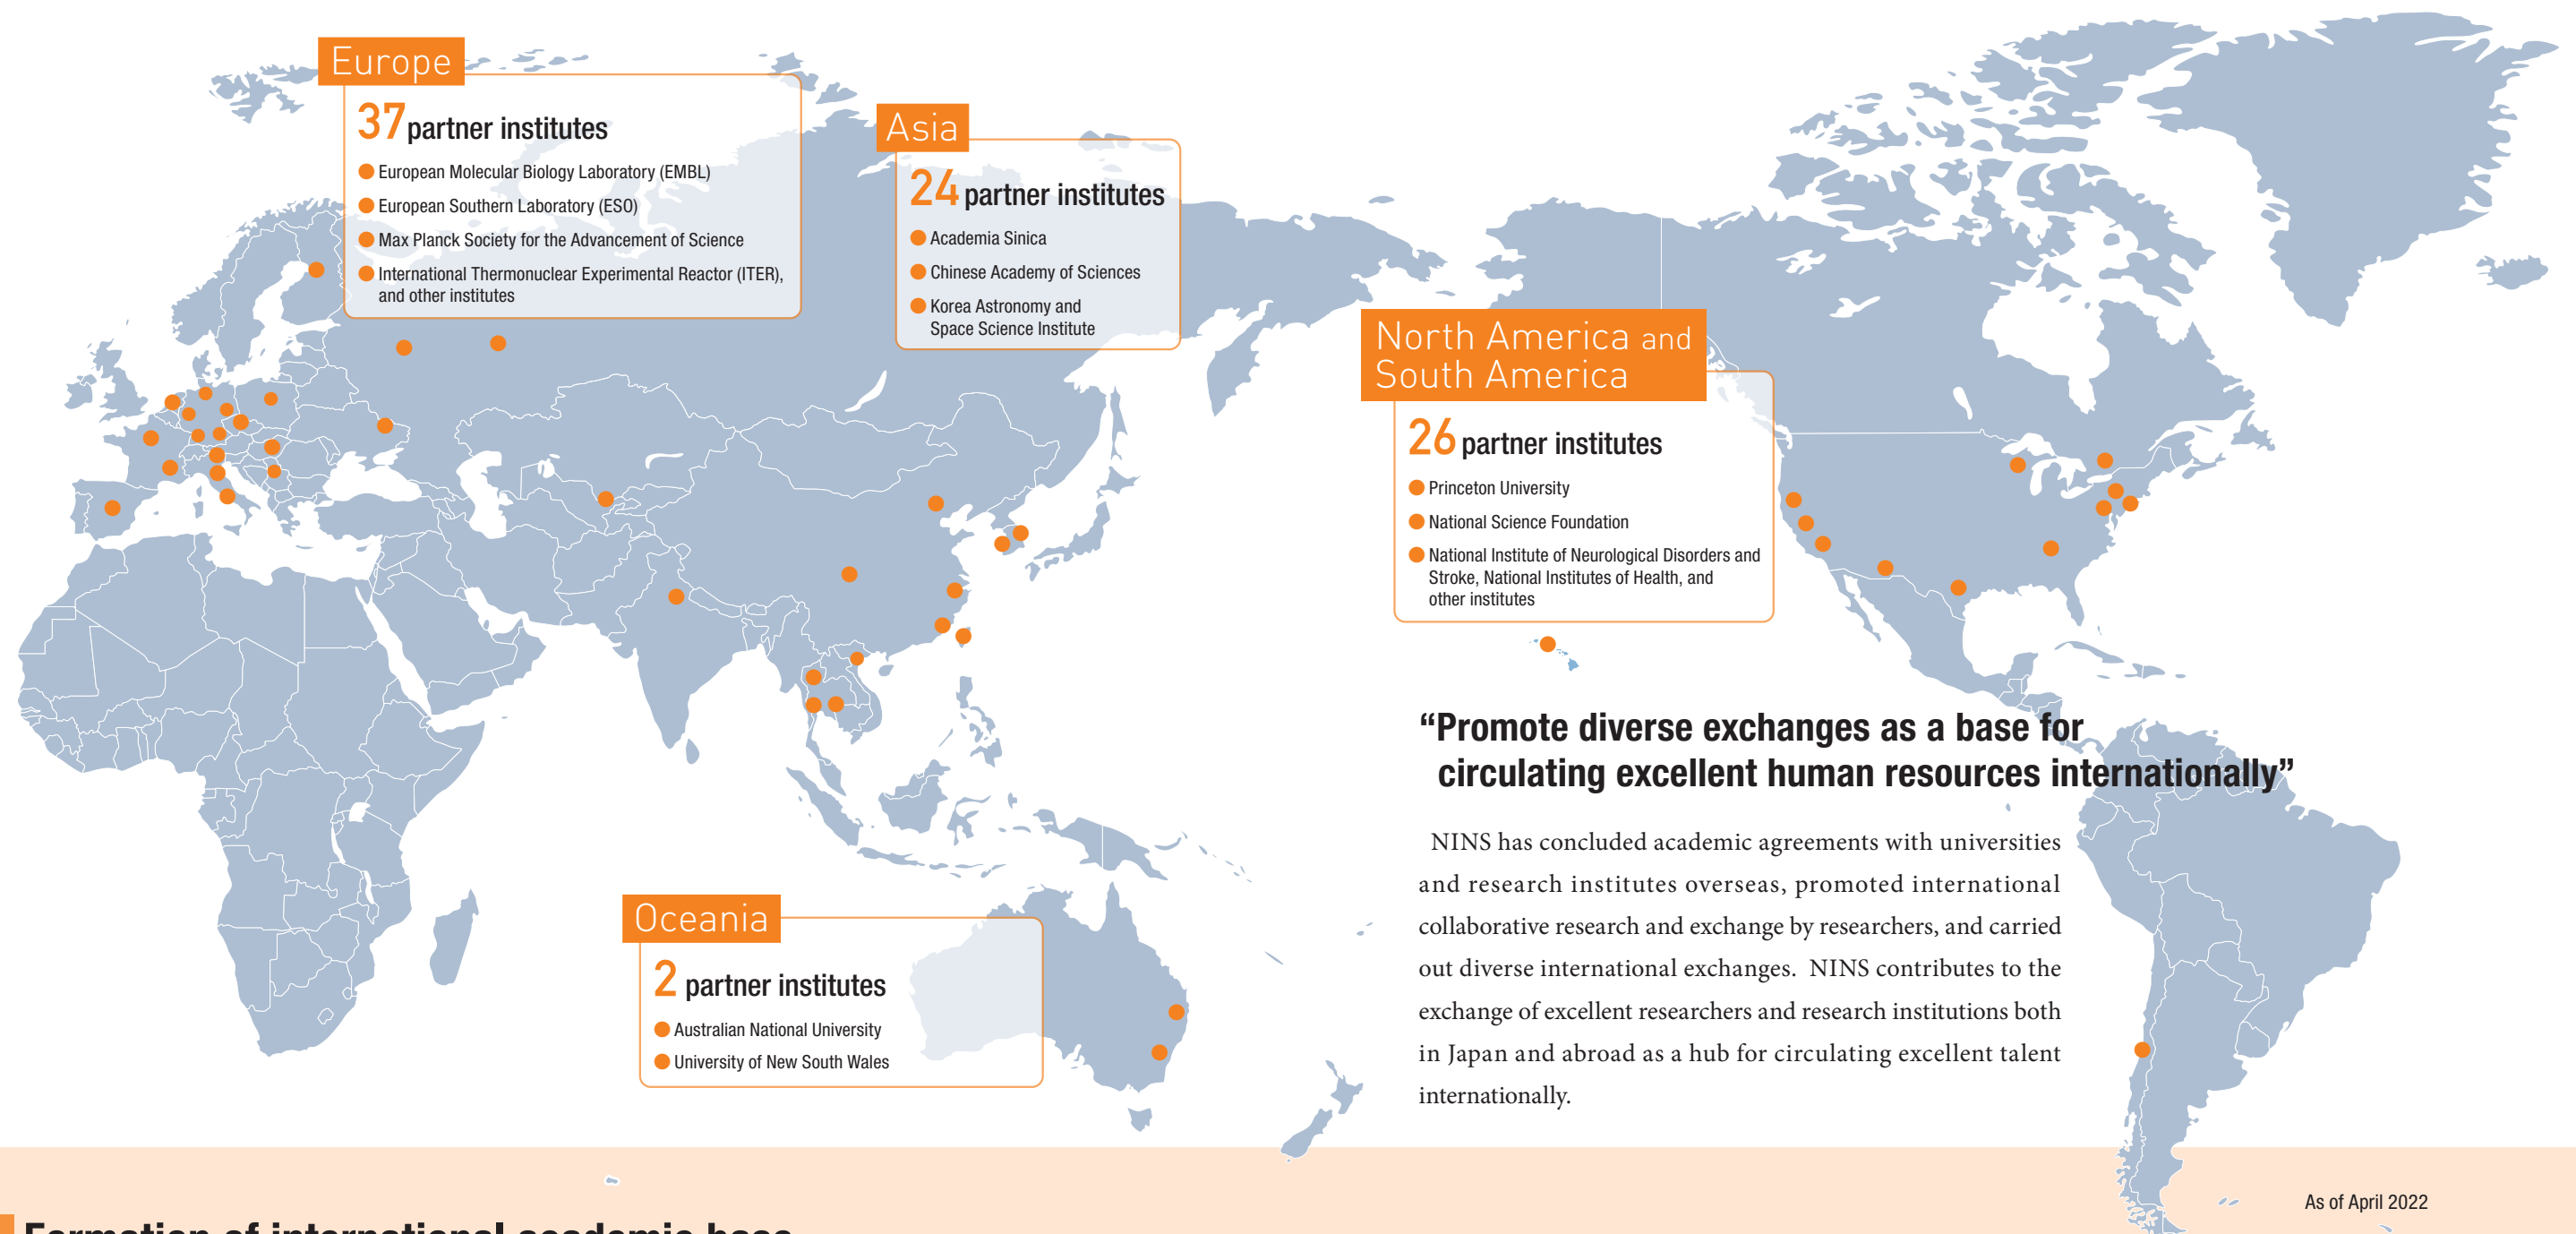 Europe
37 partner institutes
European Molecular Biology Laboratory (EMBL)
European Southern Laboratory (ESO)
Max Planck Society for the Advancement of Science
International Thermonuclear Experimental Reactor (ITER),
and other institutes
Asia
24 partner institutes
Academia Sinica
Chinese Academy of Sciences
Korea Astronomy and
Space Science Institute
North America and
South America
26 partner institutes
Princeton University
National Science Foundation
National Institute of Neurological Disorders and
Stroke, National Institutes of Health, and
other institutes
Oceania
2 partner institutes
Australian National University
University of New South Wales
“Promote diverse exchanges as a base for
circulating excellent human resources internationally”
NINS has concluded academic agreements with universities
and research institutes overseas, promoted international
collaborative research and exchange by researchers, and carried
out diverse international exchanges. NINS contributes to the
exchange of excellent researchers and research institutions both
in Japan and abroad as a hub for circulating excellent talent
internationally.
As of April 2022
Formation of international academic base